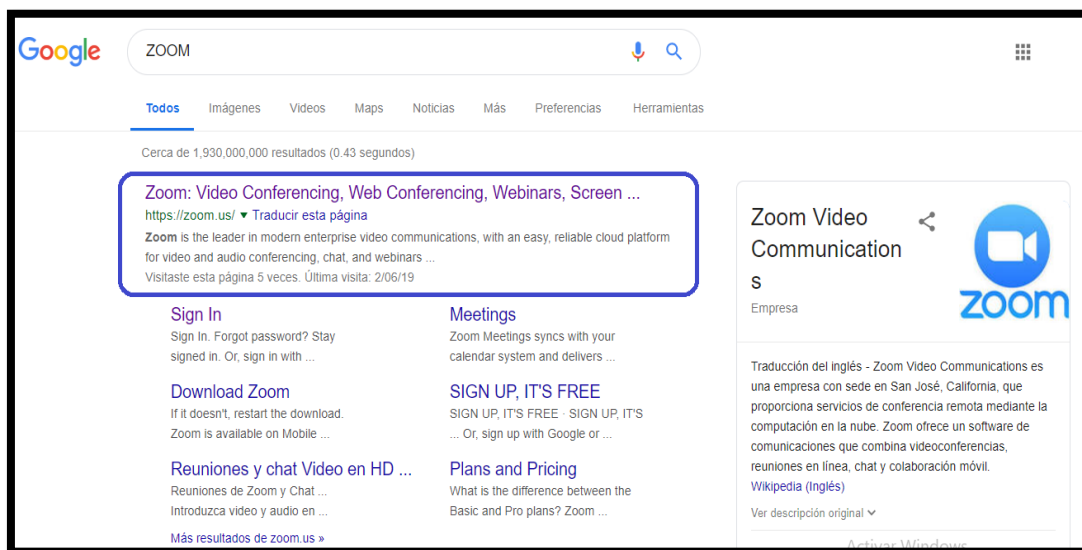 Google
ZOOM
Todos Imágenes Videos Maps Noticias Más Preferencias Herramientas
Cerca de 1,930,000,000 resultados (0.43 segundos)
Zoom: Video Conferencing, Web Conferencing, Webinars, Screen ...
https://zoom.us/ ▼ Traducir esta página
Zoom is the leader in modern enterprise video communications, with an easy, reliable cloud platform
for video and audio conferencing, chat, and webinars ...
Visitaste esta página 5 veces. Última visita: 2/06/19
Sign In
Sign In. Forgot password? Stay
signed in. Or, sign in with ...
Meetings
Zoom Meetings syncs with your
calendar system and delivers ...
Download Zoom
If it doesn't, restart the download.
Zoom is available on Mobile ...
SIGN UP, IT'S FREE
SIGN UP, IT'S FREE · SIGN UP, IT'S
... Or, sign up with Google or ...
Reuniones y chat Video en HD ...
Reuniones de Zoom y Chat ...
Introduzca video y audio en ...
Plans and Pricing
What is the difference between the
Basic and Pro plans? Zoom ...
Más resultados de zoom.us »
Zoom Video
Communication
s
Empresa
zoom
Traducción del inglés - Zoom Video Communications es
una empresa con sede en San José, California, que
proporciona servicios de conferencia remota mediante la
computación en la nube. Zoom ofrece un software de
comunicaciones que combina videoconferencias,
reuniones en línea, chat y colaboración móvil.
Wikipedia (Inglés)
Ver descripción original
Activar Windows